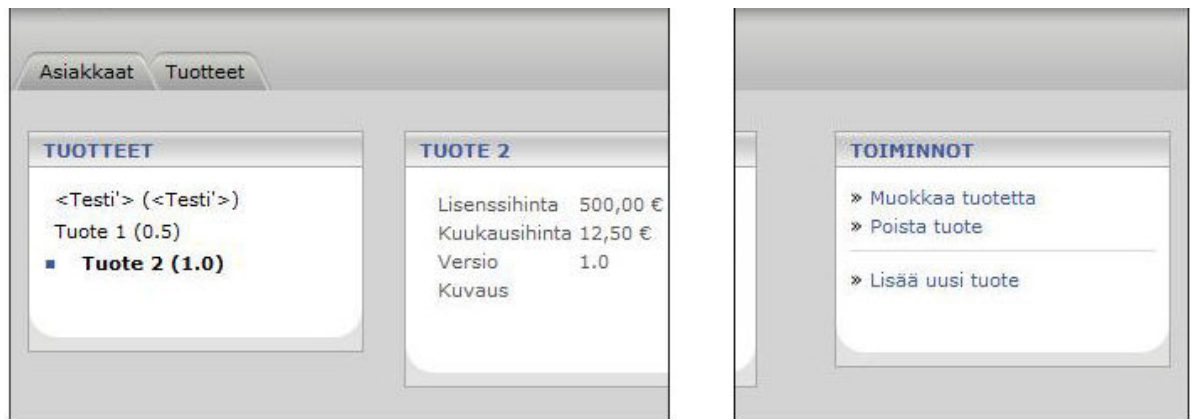 Asiakkaat Tuotteet
TUOTTEET
<Testi'> (<Testi'>)
Tuote 1 (0.5)
Tuote 2 (1.0)
TUOTE 2
Lisenssihinta 500,00 €
Kuukausihinta 12,50 €
Versio 1.0
Kuvaus
TOIMINNOT
» Muokkaa tuotetta
» Poista tuote
» Lisää uusi tuote